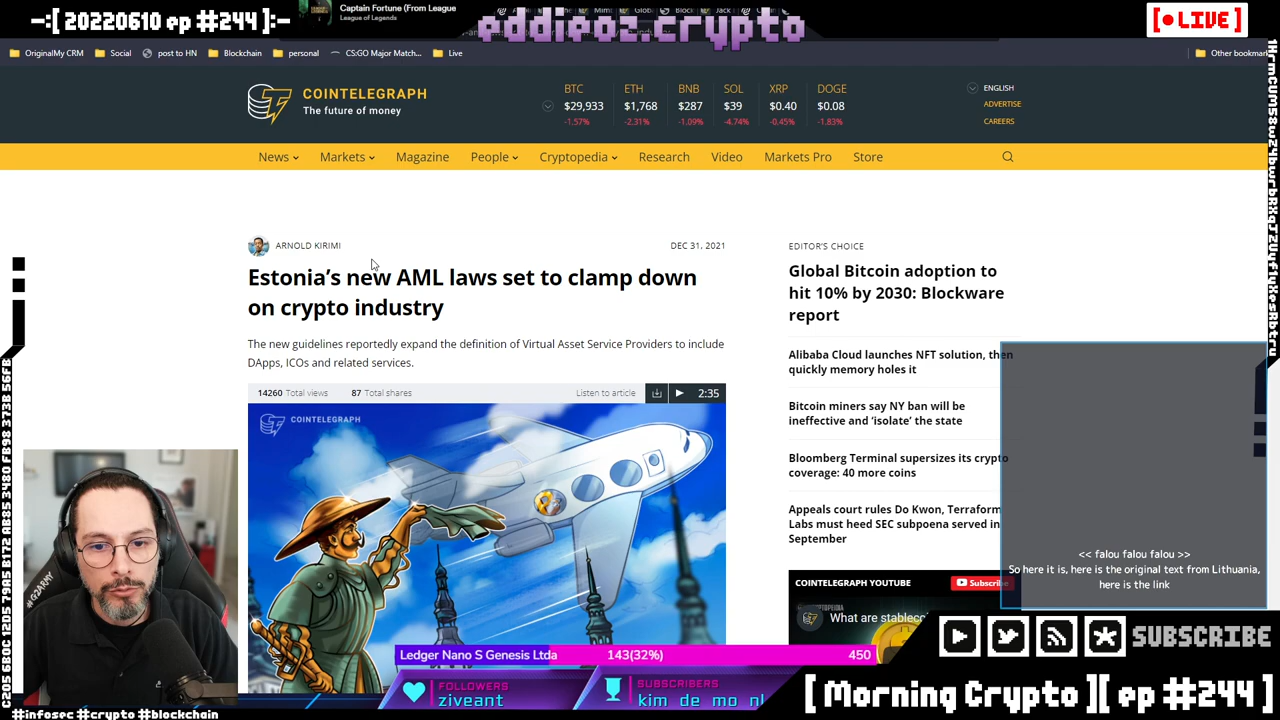 -:[ 20220610 ep #244 ]:-
Captain Fortune (From League
League of Legends
eddieoz.crypto
[●LIVE]
OriginalMy CRM
Social
post to HN
Blockchain
personal
CS:GO Major Match...
Live
Other bookmar
COINTELEGRAPH
The future of money
BTC ETH BNB SOL XRP DOGE
$29,933 $1,768 $287 $39 $0.40 $0.08
-1.57% -2.31% -1.09% -4.74% -0.45% -1.83%
ENGLISH
ADVERTISE
CAREERS
News Markets Magazine People Cryptopedia Research Video Markets Pro Store
ARNOLD KIRIMI
DEC 31, 2021
Estonia's new AML laws set to clamp down
on crypto industry
The new guidelines reportedly expand the definition of Virtual Asset Service Providers to include
DApps, ICOs and related services.
14260 Total views
87 Total shares
Listen to article
2:35
COINTELEGRAPH
EDITOR'S CHOICE
Global Bitcoin adoption to
hit 10% by 2030: Blockware
report
Alibaba Cloud launches NFT solution, then
quickly memory holes it
Bitcoin miners say NY ban will be
ineffective and 'isolate' the state
Bloomberg Terminal supersizes its crypto
coverage: 40 more coins
Appeals court rules Do Kwon, Terraform
Labs must heed SEC subpoena served in
September
COINTELEGRAPH YOUTUBE
Subscribe
What are stablec
<< falou falou falou >>
So here it is, here is the original text from Lithuania,
here is the link
#G2ARMY
Ledger Nano S Genesis Ltda
143(32%)
450
FOLLOWERS
ziveant
SUBSCRIBERS
kim de mo nl
SUBSCRIBE
[ Morning Crypto ][ ep #244 ]
#infosec #crypto #blockchain